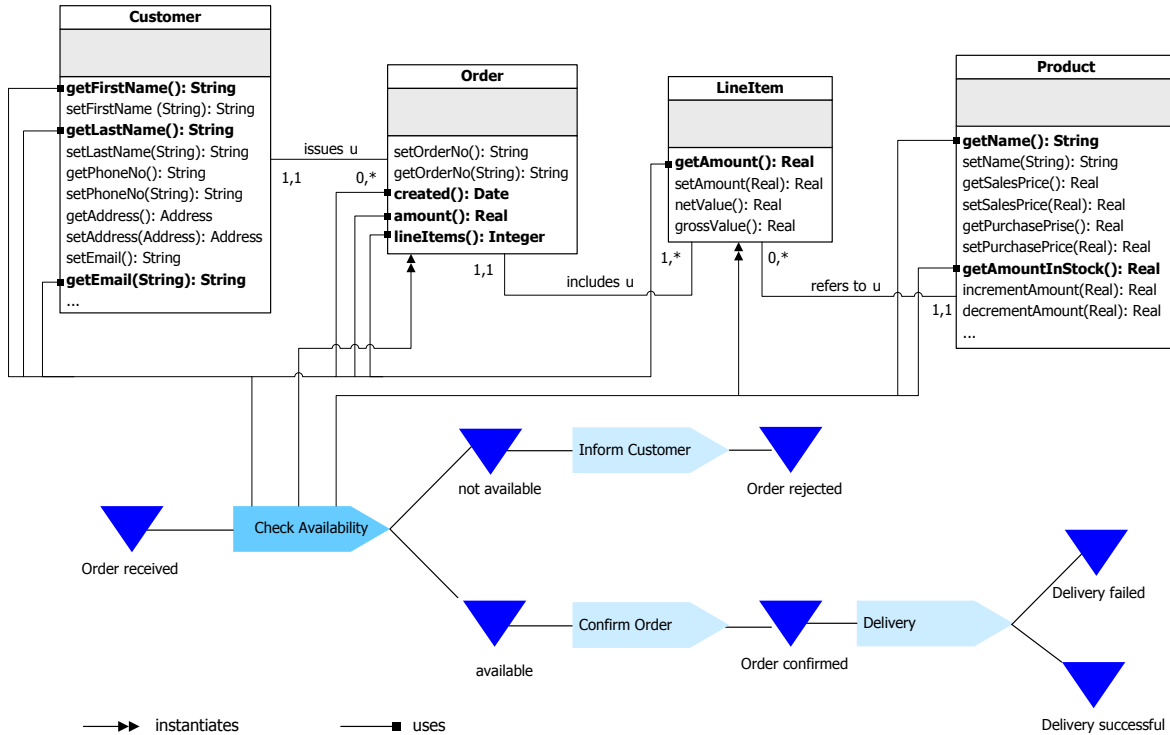 Customer
getFirstName(): String
setFirstName (String): String
getLastName(): String
setLastName(String): String
getPhoneNo(): String
setPhoneNo(String): String
getAddress(): Address
setAddress(Address): Address
setEmail(): String
getEmail(String): String
...
issues u
1,1
0,*
Order
setOrderNo(): String
getOrderNo(String): String
created(): Date
amount(): Real
lineItems(): Integer
1,1
includes u
1,*
LineItem
getAmount(): Real
setAmount(Real): Real
netValue(): Real
grossValue(): Real
0,*
refers to u
1,1
Product
getName(): String
setName(String): String
getSalesPrice(): Real
setSalesPrice(Real): Real
getPurchasePrise(): Real
setPurchasePrice(Real): Real
getAmountInStock(): Real
incrementAmount(Real): Real
decrementAmount(Real): Real
...
Order received
Check Availability
not available
Inform Customer
Order rejected
available
Confirm Order
Order confirmed
Delivery
Delivery failed
Delivery successful
instantiates
uses